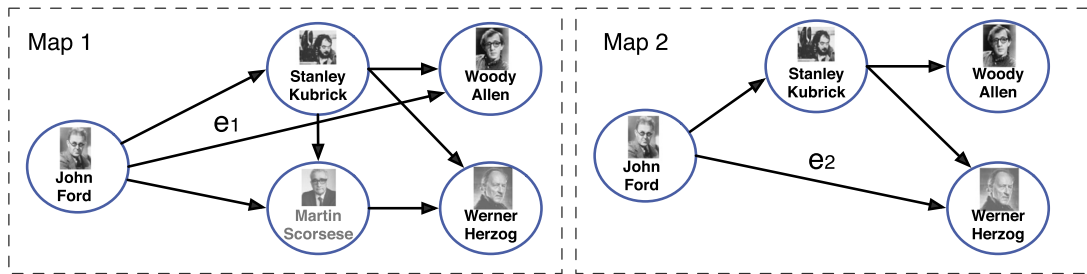 Map 1
Stanley
Kubrick
Woody
Allen
e1
John
Ford
Martin
Scorsese
Werner
Herzog
Map 2
Stanley
Kubrick
Woody
Allen
John
Ford
e2
Werner
Herzog